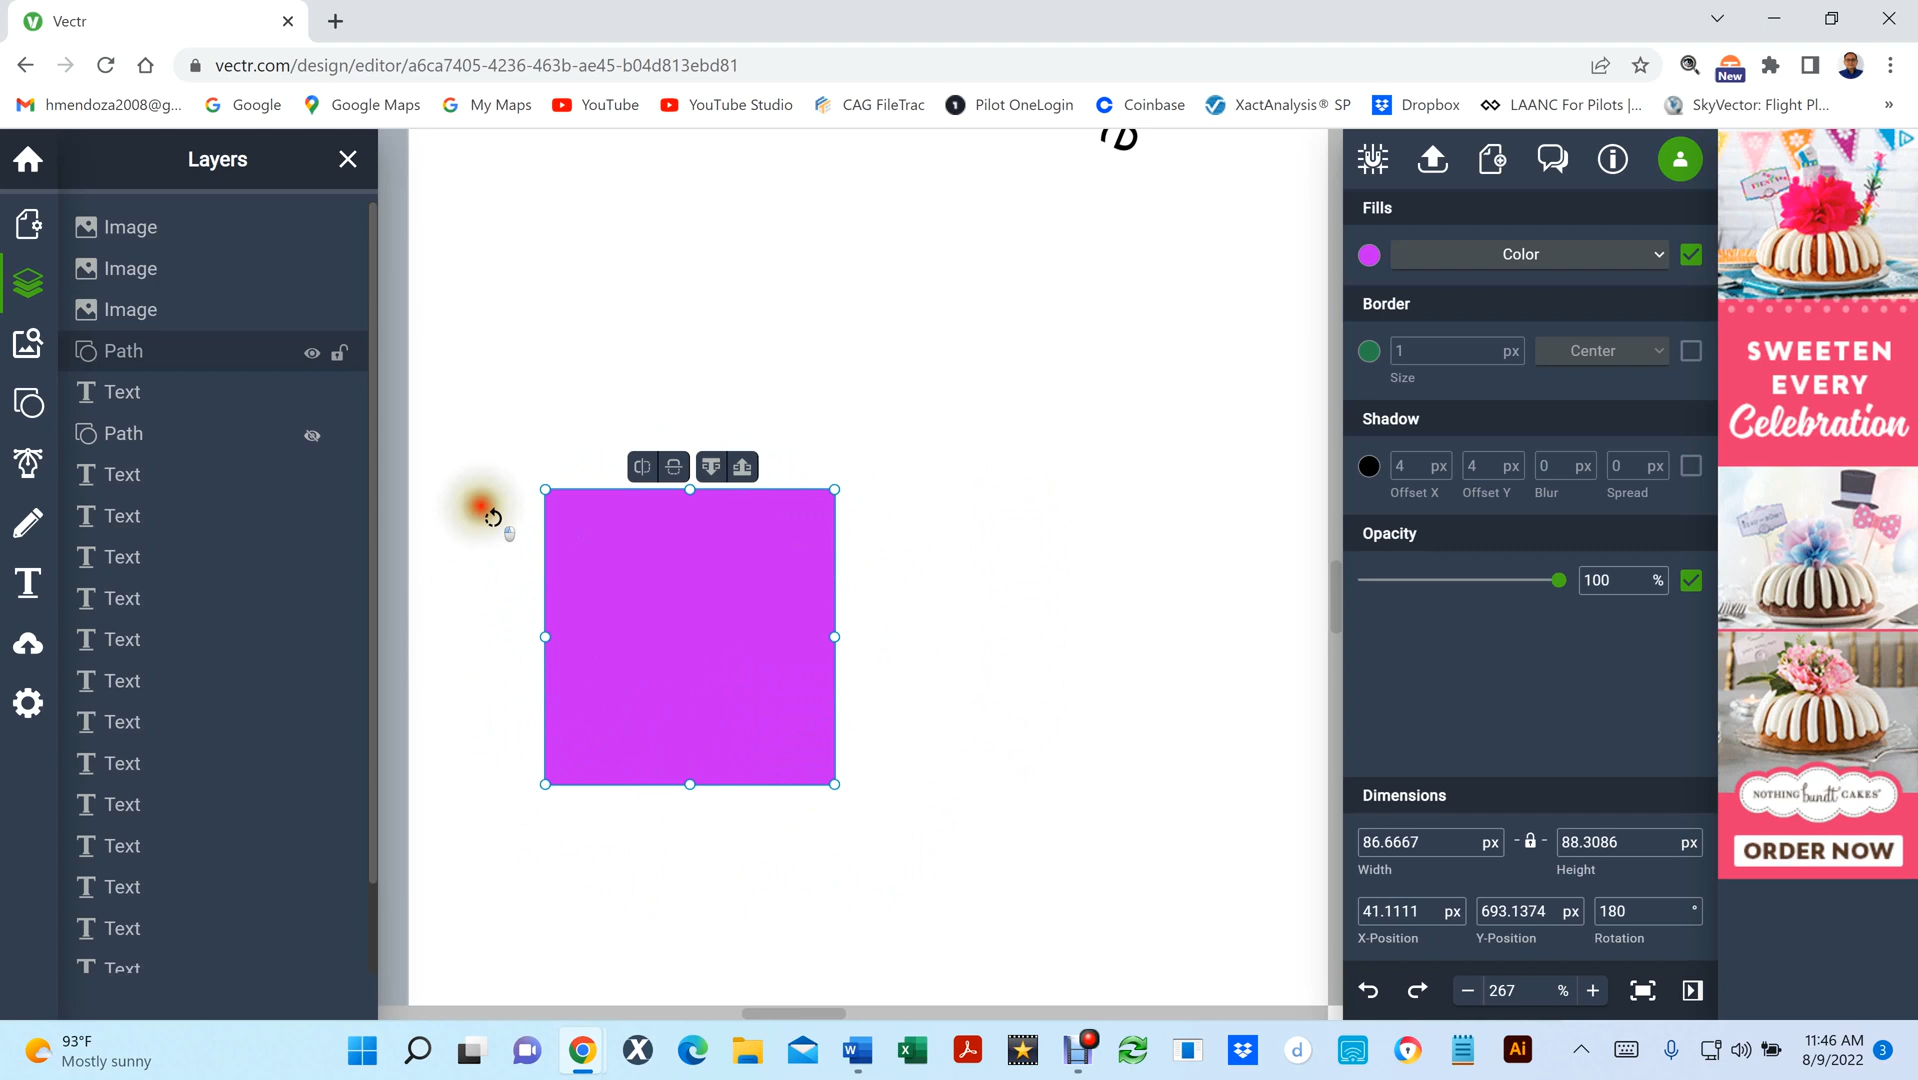 Vectr
vectr.com/design/editor/a6ca7405-4236-463b-ae45-b04d813ebd81
New
hmendoza2008@g...
Google
Google Maps
My Maps
YouTube
YouTube Studio
CAG FileTrac
Pilot OneLogin
Coinbase
XactAnalysis® SP
Dropbox
LAANC For Pilots |...
SkyVector: Flight Pl...
»
Layers
Image
Image
Image
Path
Text
Path
Text
Text
Text
Text
Text
Text
Text
Text
Text
Text
Text
Text
Text
Fills
Color
Border
1 px
Center
Size
Shadow
4 px
4 px
0 px
0 px
Offset X
Offset Y
Blur
Spread
Opacity
100 %
Dimensions
86.6667 px
88.3086 px
Width
Height
41.1111 px
693.1374 px
180 °
X-Position
Y-Position
Rotation
267 %
SWEETEN
EVERY
Celebration
NOTHING bundt CAKES®
ORDER NOW
93°F
Mostly sunny
11:46 AM
8/9/2022
3